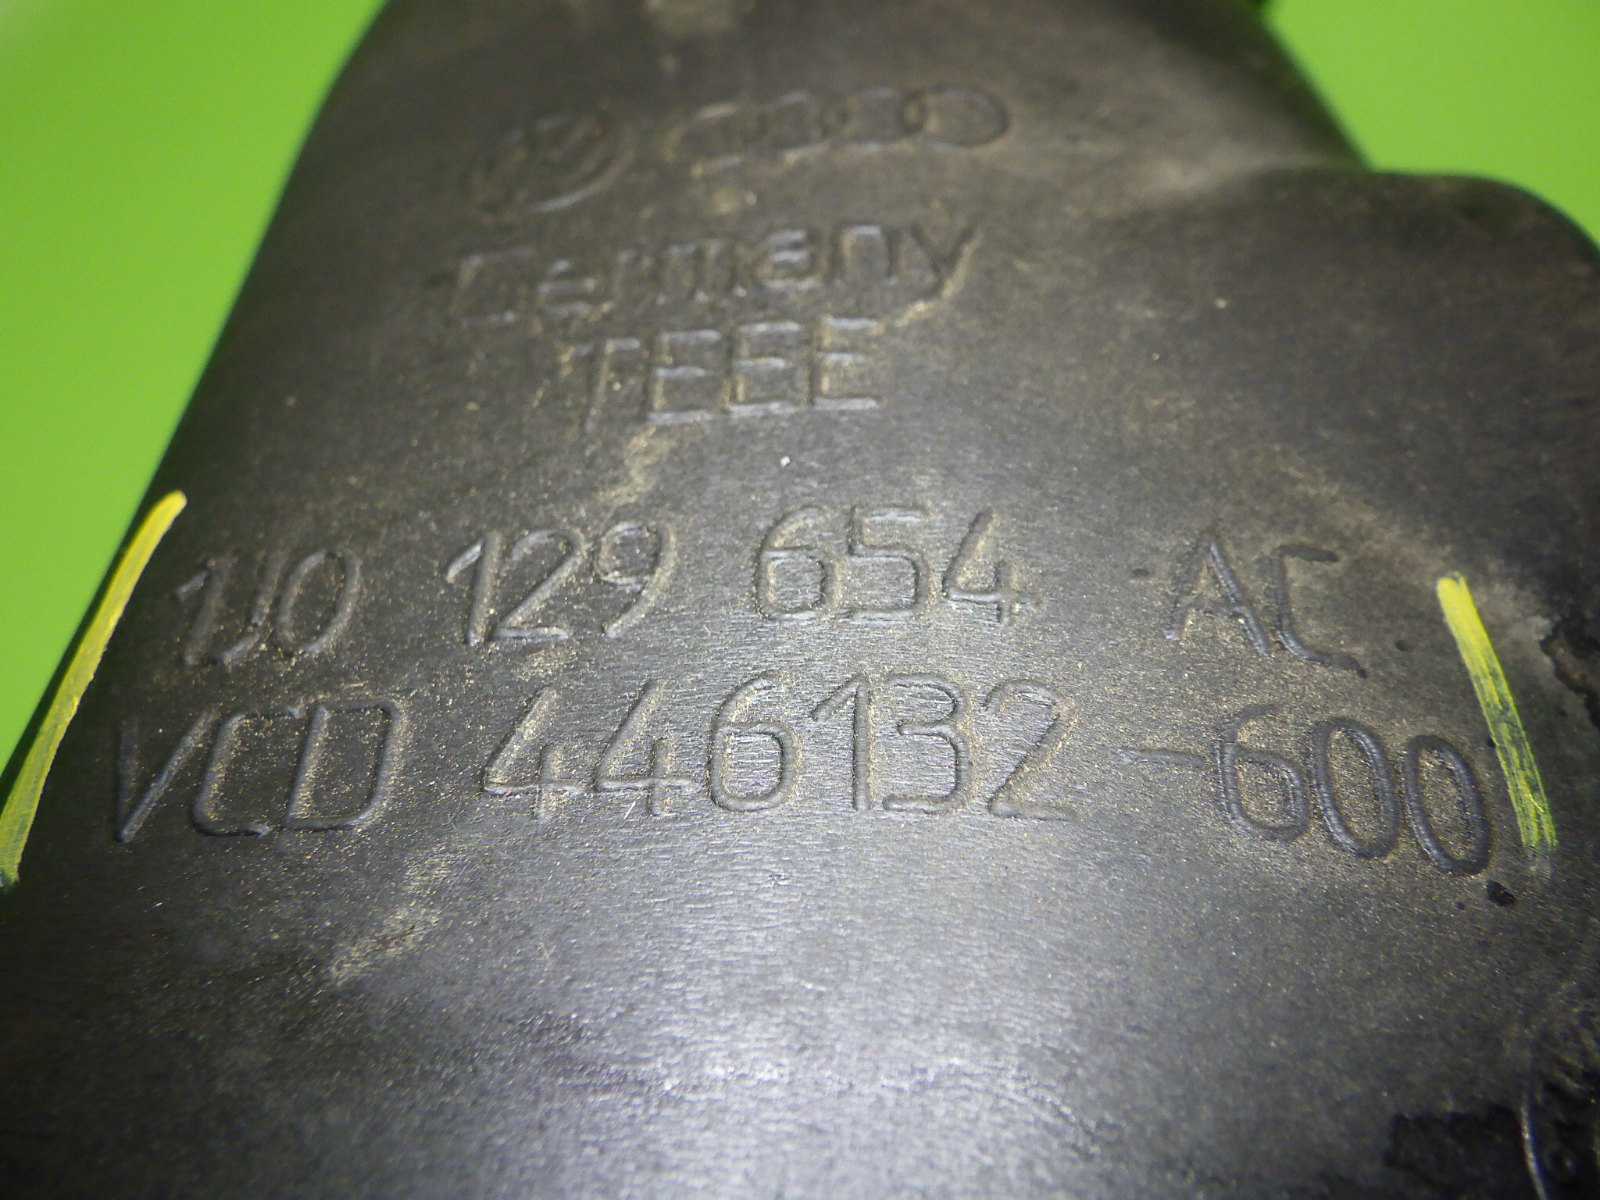 Germany
TEEE
1J0 129 654 AC
VCD 446132-600